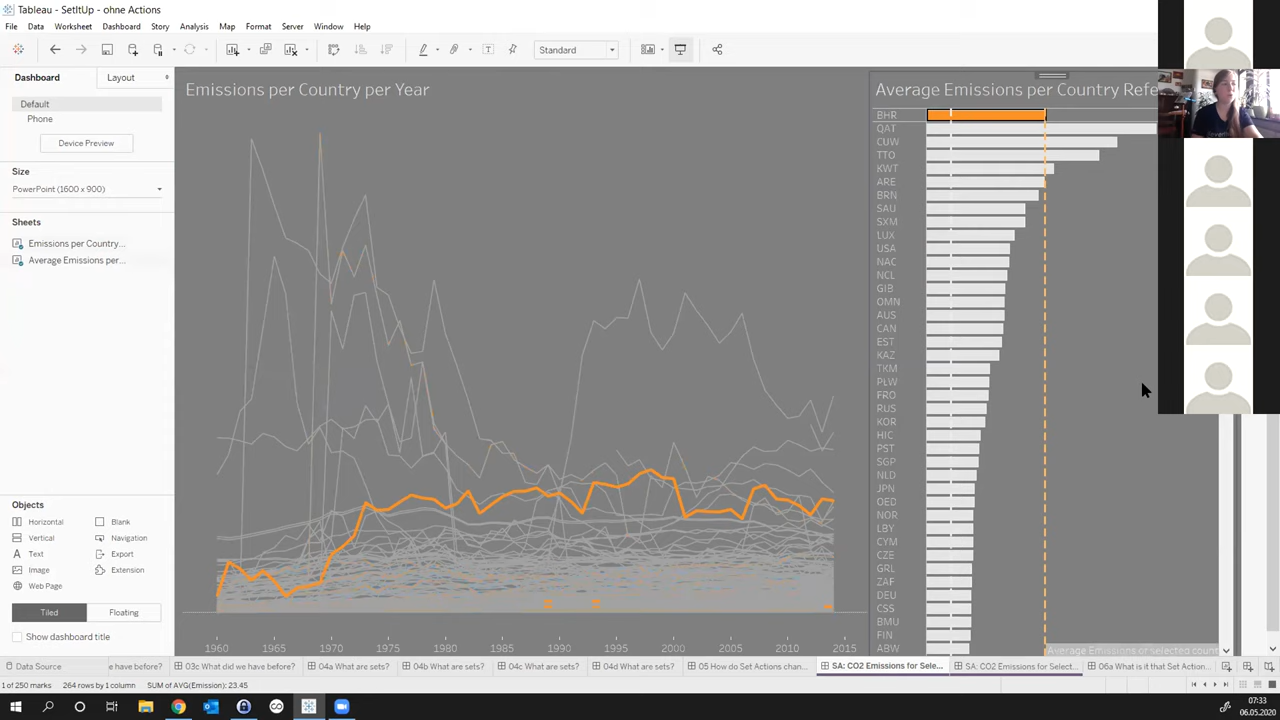 Tableau - SetItUp - ohne Actions
File Data Worksheet Dashboard Story Analysis Map Format Server Window Help
Standard
Dashboard Layout
Default
Phone
Device Preview
Size
PowerPoint (1600 x 900)
Sheets
Emissions per Country...
Average Emissions per...
Objects
Horizontal Blank
Vertical Navigation
Text Export
Image Extension
Web Page
Tiled Floating
Show dashboard title
Emissions per Country per Year
1960 1965 1970 1975 1980 1985 1990 1995 2000 2005 2010 2015
Average Emissions per Country Refe
BHR
QAT
CUW
TTO
KWT
ARE
BRN
SAU
SXM
LUX
USA
NAC
NCL
GIB
OMN
AUS
CAN
EST
KAZ
TKM
PLW
FRO
RUS
KOR
HIC
PST
SGP
NLD
JPN
OED
NOR
LBY
CYM
CZE
GRL
ZAF
DEU
CSS
BMU
FIN
ABW
Average Emissions of selected count
Data Source e have before? 03c What did we have before? 04a What are sets? 04b What are sets? 04c What are sets? 04d What are sets? 05 How do Set Actions chan... SA: CO2 Emissions for Sele... SA: CO2 Emissions for Select... 06a What is it that Set Action...
1 of 250 marks 264 rows by 1 column SUM of AVG(Emission): 23.45
07:33
06.05.2020